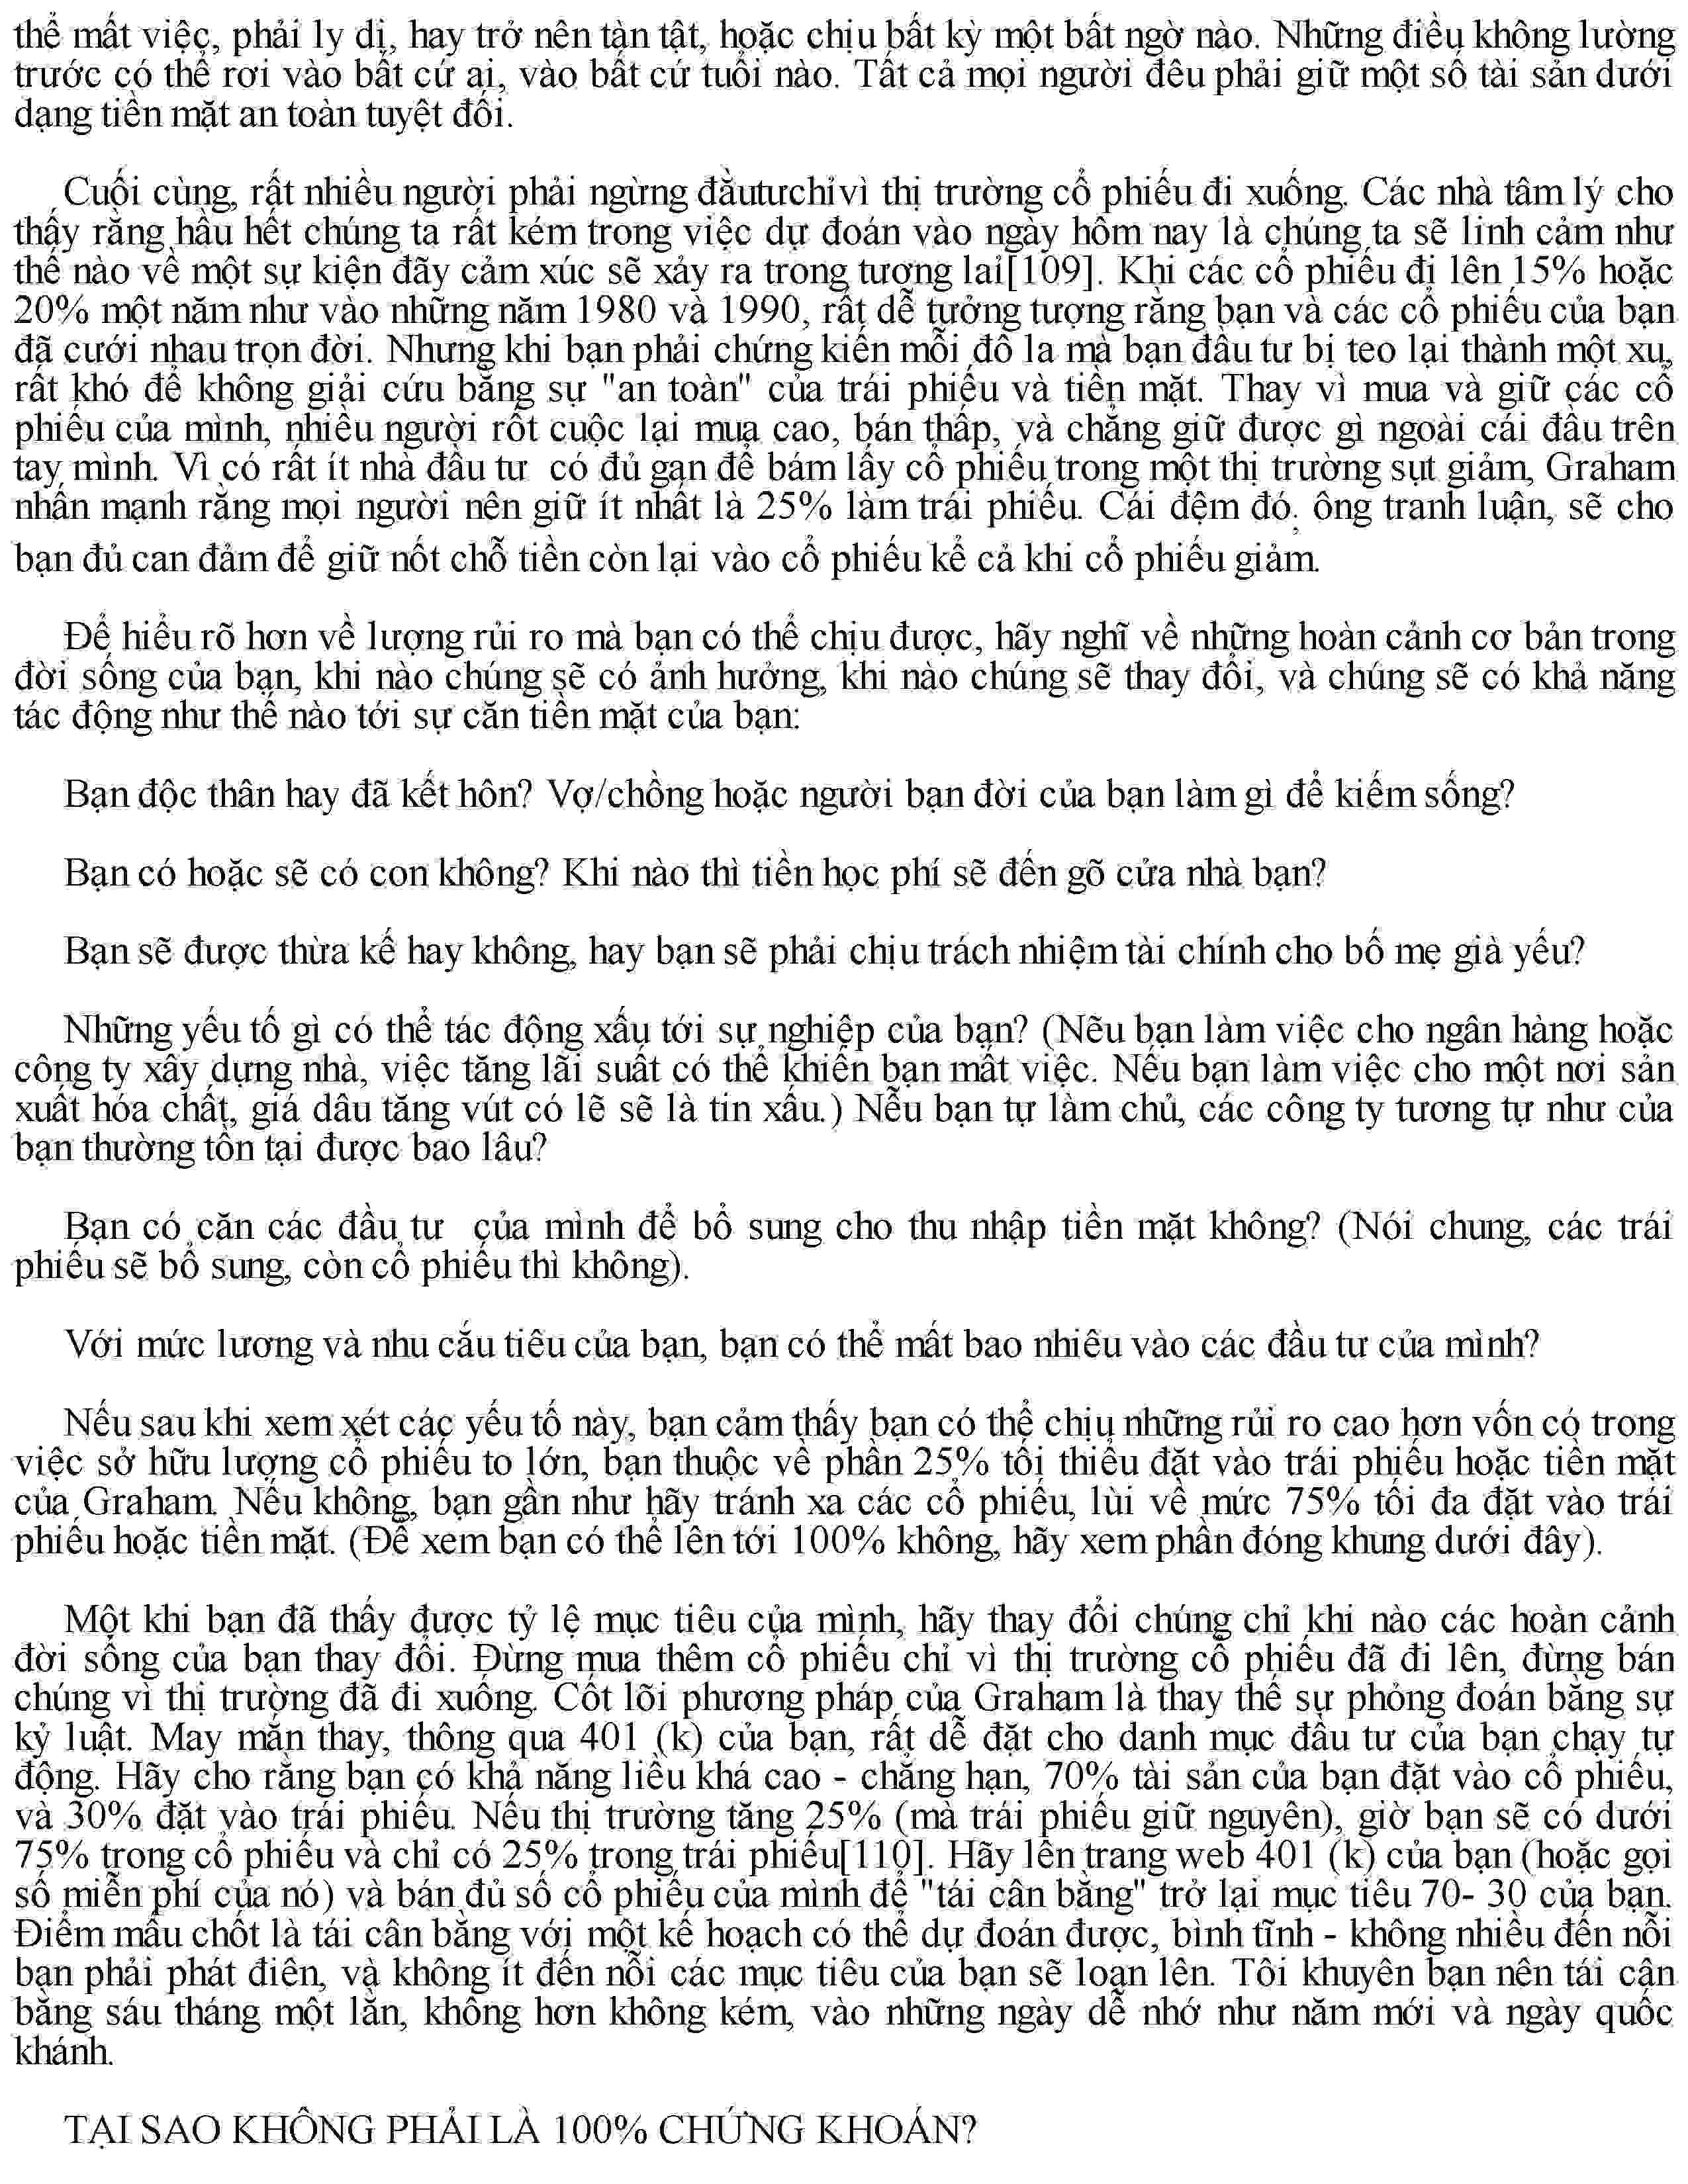 thể mất việc, phải ly dị, hay trở nên tàn tật, hoặc chịu bất kỳ một bất ngờ nào. Những điều không lường
trước có thể rơi vào bất cứ ai, vào bất cứ tuổi nào. Tất cả mọi người đều phải giữ một số tài sản dưới
dạng tiền mặt an toàn tuyệt đối.
Cuối cùng, rất nhiều người phải ngừng đầutưchỉvì thị trường cổ phiếu đi xuống. Các nhà tâm lý cho
thấy rằng hầu hết chúng ta rất kém trong việc dự đoán vào ngày hôm nay là chúng ta sẽ linh cảm như
thế nào về một sự kiện đầy cảm xúc sẽ xảy ra trong tương lai[109]. Khi các cổ phiếu đi lên 15% hoặc
20% một năm như vào những năm 1980 và 1990, rất dễ tưởng tượng rằng bạn và các cổ phiếu của bạn
đã cưới nhau trọn đời. Nhưng khi bạn phải chứng kiến mỗi đô la mà bạn đầu tư bị teo lại thành một xu,
rất khó để không giải cứu bằng sự "an toàn" của trái phiếu và tiền mặt. Thay vì mua và giữ các cổ
phiếu của mình, nhiều người rốt cuộc lại mua cao, bán thấp, và chẳng giữ được gì ngoài cái đầu trên
tay mình. Vì có rất ít nhà đầu tư có đủ gan để bám lấy cổ phiếu trong một thị trường sụt giảm, Graham
nhấn mạnh rằng mọi người nên giữ ít nhất là 25% làm trái phiếu. Cái đệm đó, ông tranh luận, sẽ cho
bạn đủ can đảm để giữ nốt chỗ tiền còn lại vào cổ phiếu kể cả khi cổ phiếu giảm.
Để hiểu rõ hơn về lượng rủi ro mà bạn có thể chịu được, hãy nghĩ về những hoàn cảnh cơ bản trong
đời sống của bạn, khi nào chúng sẽ có ảnh hưởng, khi nào chúng sẽ thay đổi, và chúng sẽ có khả năng
tác động như thế nào tới sự cần tiền mặt của bạn:
Bạn độc thân hay đã kết hôn? Vợ/chồng hoặc người bạn đời của bạn làm gì để kiếm sống?
Bạn có hoặc sẽ có con không? Khi nào thì tiền học phí sẽ đến gõ cửa nhà bạn?
Bạn sẽ được thừa kế hay không, hay bạn sẽ phải chịu trách nhiệm tài chính cho bố mẹ già yếu?
Những yếu tố gì có thể tác động xấu tới sự nghiệp của bạn? (Nếu bạn làm việc cho ngân hàng hoặc
công ty xây dựng nhà, việc tăng lãi suất có thể khiến bạn mất việc. Nếu bạn làm việc cho một nơi sản
xuất hóa chất, giá dầu tăng vút có lẽ sẽ là tin xấu.) Nếu bạn tự làm chủ, các công ty tương tự như của
bạn thường tồn tại được bao lâu?
Bạn có cần các đầu tư của mình để bổ sung cho thu nhập tiền mặt không? (Nói chung, các trái
phiếu sẽ bổ sung, còn cổ phiếu thì không).
Với mức lương và nhu cầu tiêu của bạn, bạn có thể mất bao nhiêu vào các đầu tư của mình?
Nếu sau khi xem xét các yếu tố này, bạn cảm thấy bạn có thể chịu những rủi ro cao hơn vốn có trong
việc sở hữu lượng cổ phiếu to lớn, bạn thuộc về phần 25% tối thiểu đặt vào trái phiếu hoặc tiền mặt
của Graham. Nếu không, bạn gần như hãy tránh xa các cổ phiếu, lùi về mức 75% tối đa đặt vào trái
phiếu hoặc tiền mặt. (Để xem bạn có thể lên tới 100% không, hãy xem phần đóng khung dưới đây).
Một khi bạn đã thấy được tỷ lệ mục tiêu của mình, hãy thay đổi chúng chỉ khi nào các hoàn cảnh
đời sống của bạn thay đổi. Đừng mua thêm cổ phiếu chỉ vì thị trường cổ phiếu đã đi lên, đừng bán
chúng vì thị trường đã đi xuống. Cốt lõi phương pháp của Graham là thay thế sự phỏng đoán bằng sự
kỷ luật. May mắn thay, thông qua 401 (k) của bạn, rất dễ đặt cho danh mục đầu tư của bạn chạy tự
động. Hãy cho rằng bạn có khả năng liều khá cao - chẳng hạn, 70% tài sản của bạn đặt vào cổ phiếu,
và 30% đặt vào trái phiếu. Nếu thị trường tăng 25% (mà trái phiếu giữ nguyên), giờ bạn sẽ có dưới
75% trong cổ phiếu và chỉ có 25% trong trái phiếu[110]. Hãy lên trang web 401 (k) của bạn (hoặc gọi
số miễn phí của nó) và bán đủ số cổ phiếu của mình để "tái cân bằng" trở lại mục tiêu 70- 30 của bạn.
Điểm mấu chốt là tái cân bằng với một kế hoạch có thể dự đoán được, bình tĩnh - không nhiều đến nỗi
bạn phải phát điên, và không ít đến nỗi các mục tiêu của bạn sẽ loạn lên. Tôi khuyên bạn nên tái cân
bằng sáu tháng một lần, không hơn không kém, vào những ngày dễ nhớ như năm mới và ngày quốc
khánh.
TẠI SAO KHÔNG PHẢI LÀ 100% CHỨNG KHOÁN?